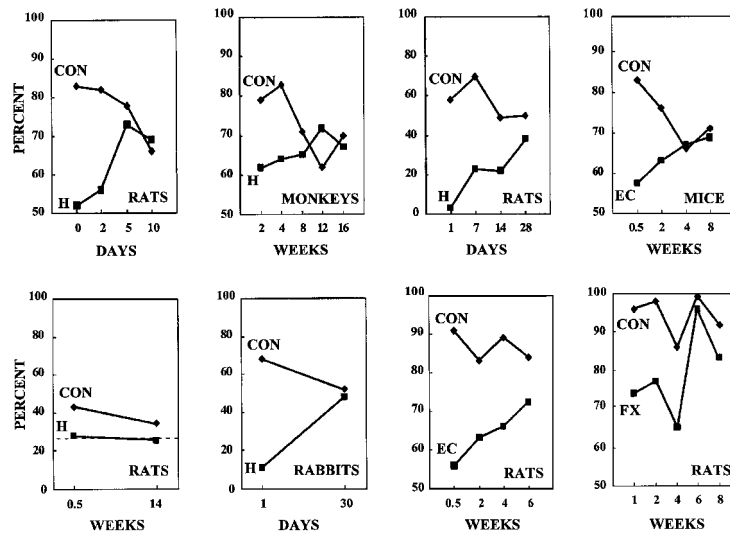 PERCENT
100
90
80
70
60
50
CON
H
RATS
0 2 5 10
DAYS
100
90
80
70
60
50
CON
H
MONKEYS
2 4 8 12 16
WEEKS
100
80
60
40
20
0
CON
H
RATS
1 7 14 28
DAYS
100
90
80
70
60
50
CON
EC
MICE
0.5 2 4 8
WEEKS
PERCENT
100
80
60
40
20
0
CON
H
RATS
0.5 14
WEEKS
100
80
60
40
20
0
CON
H
RABBITS
1 30
DAYS
100
90
80
70
60
50
CON
EC
RATS
0.5 2 4 6
WEEKS
100
90
80
70
60
50
CON
FX
RATS
1 2 4 6 8
WEEKS